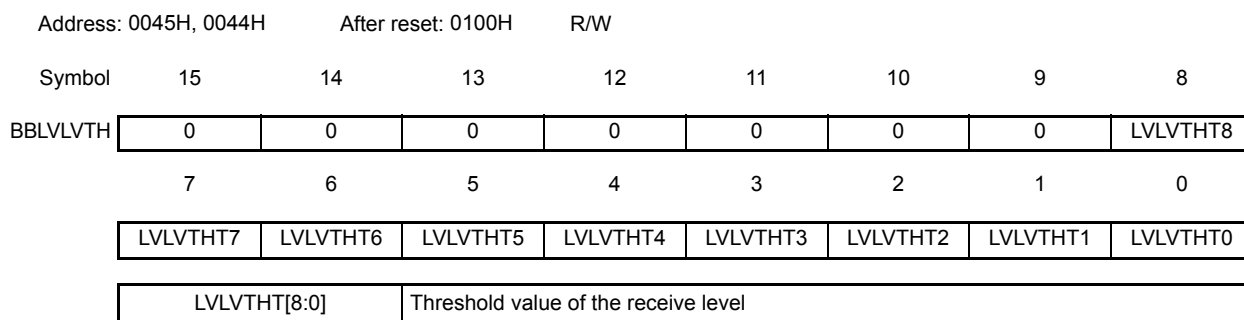 Address: 0045H, 0044H After reset: 0100H R/W
Symbol 15 14 13 12 11 10 9 8
BBLVLVTH 0 0 0 0 0 0 0 LVLVTHT8
7 6 5 4 3 2 1 0
LVLVTHT7 LVLVTHT6 LVLVTHT5 LVLVTHT4 LVLVTHT3 LVLVTHT2 LVLVTHT1 LVLVTHT0
LVLVTHT[8:0] Threshold value of the receive level